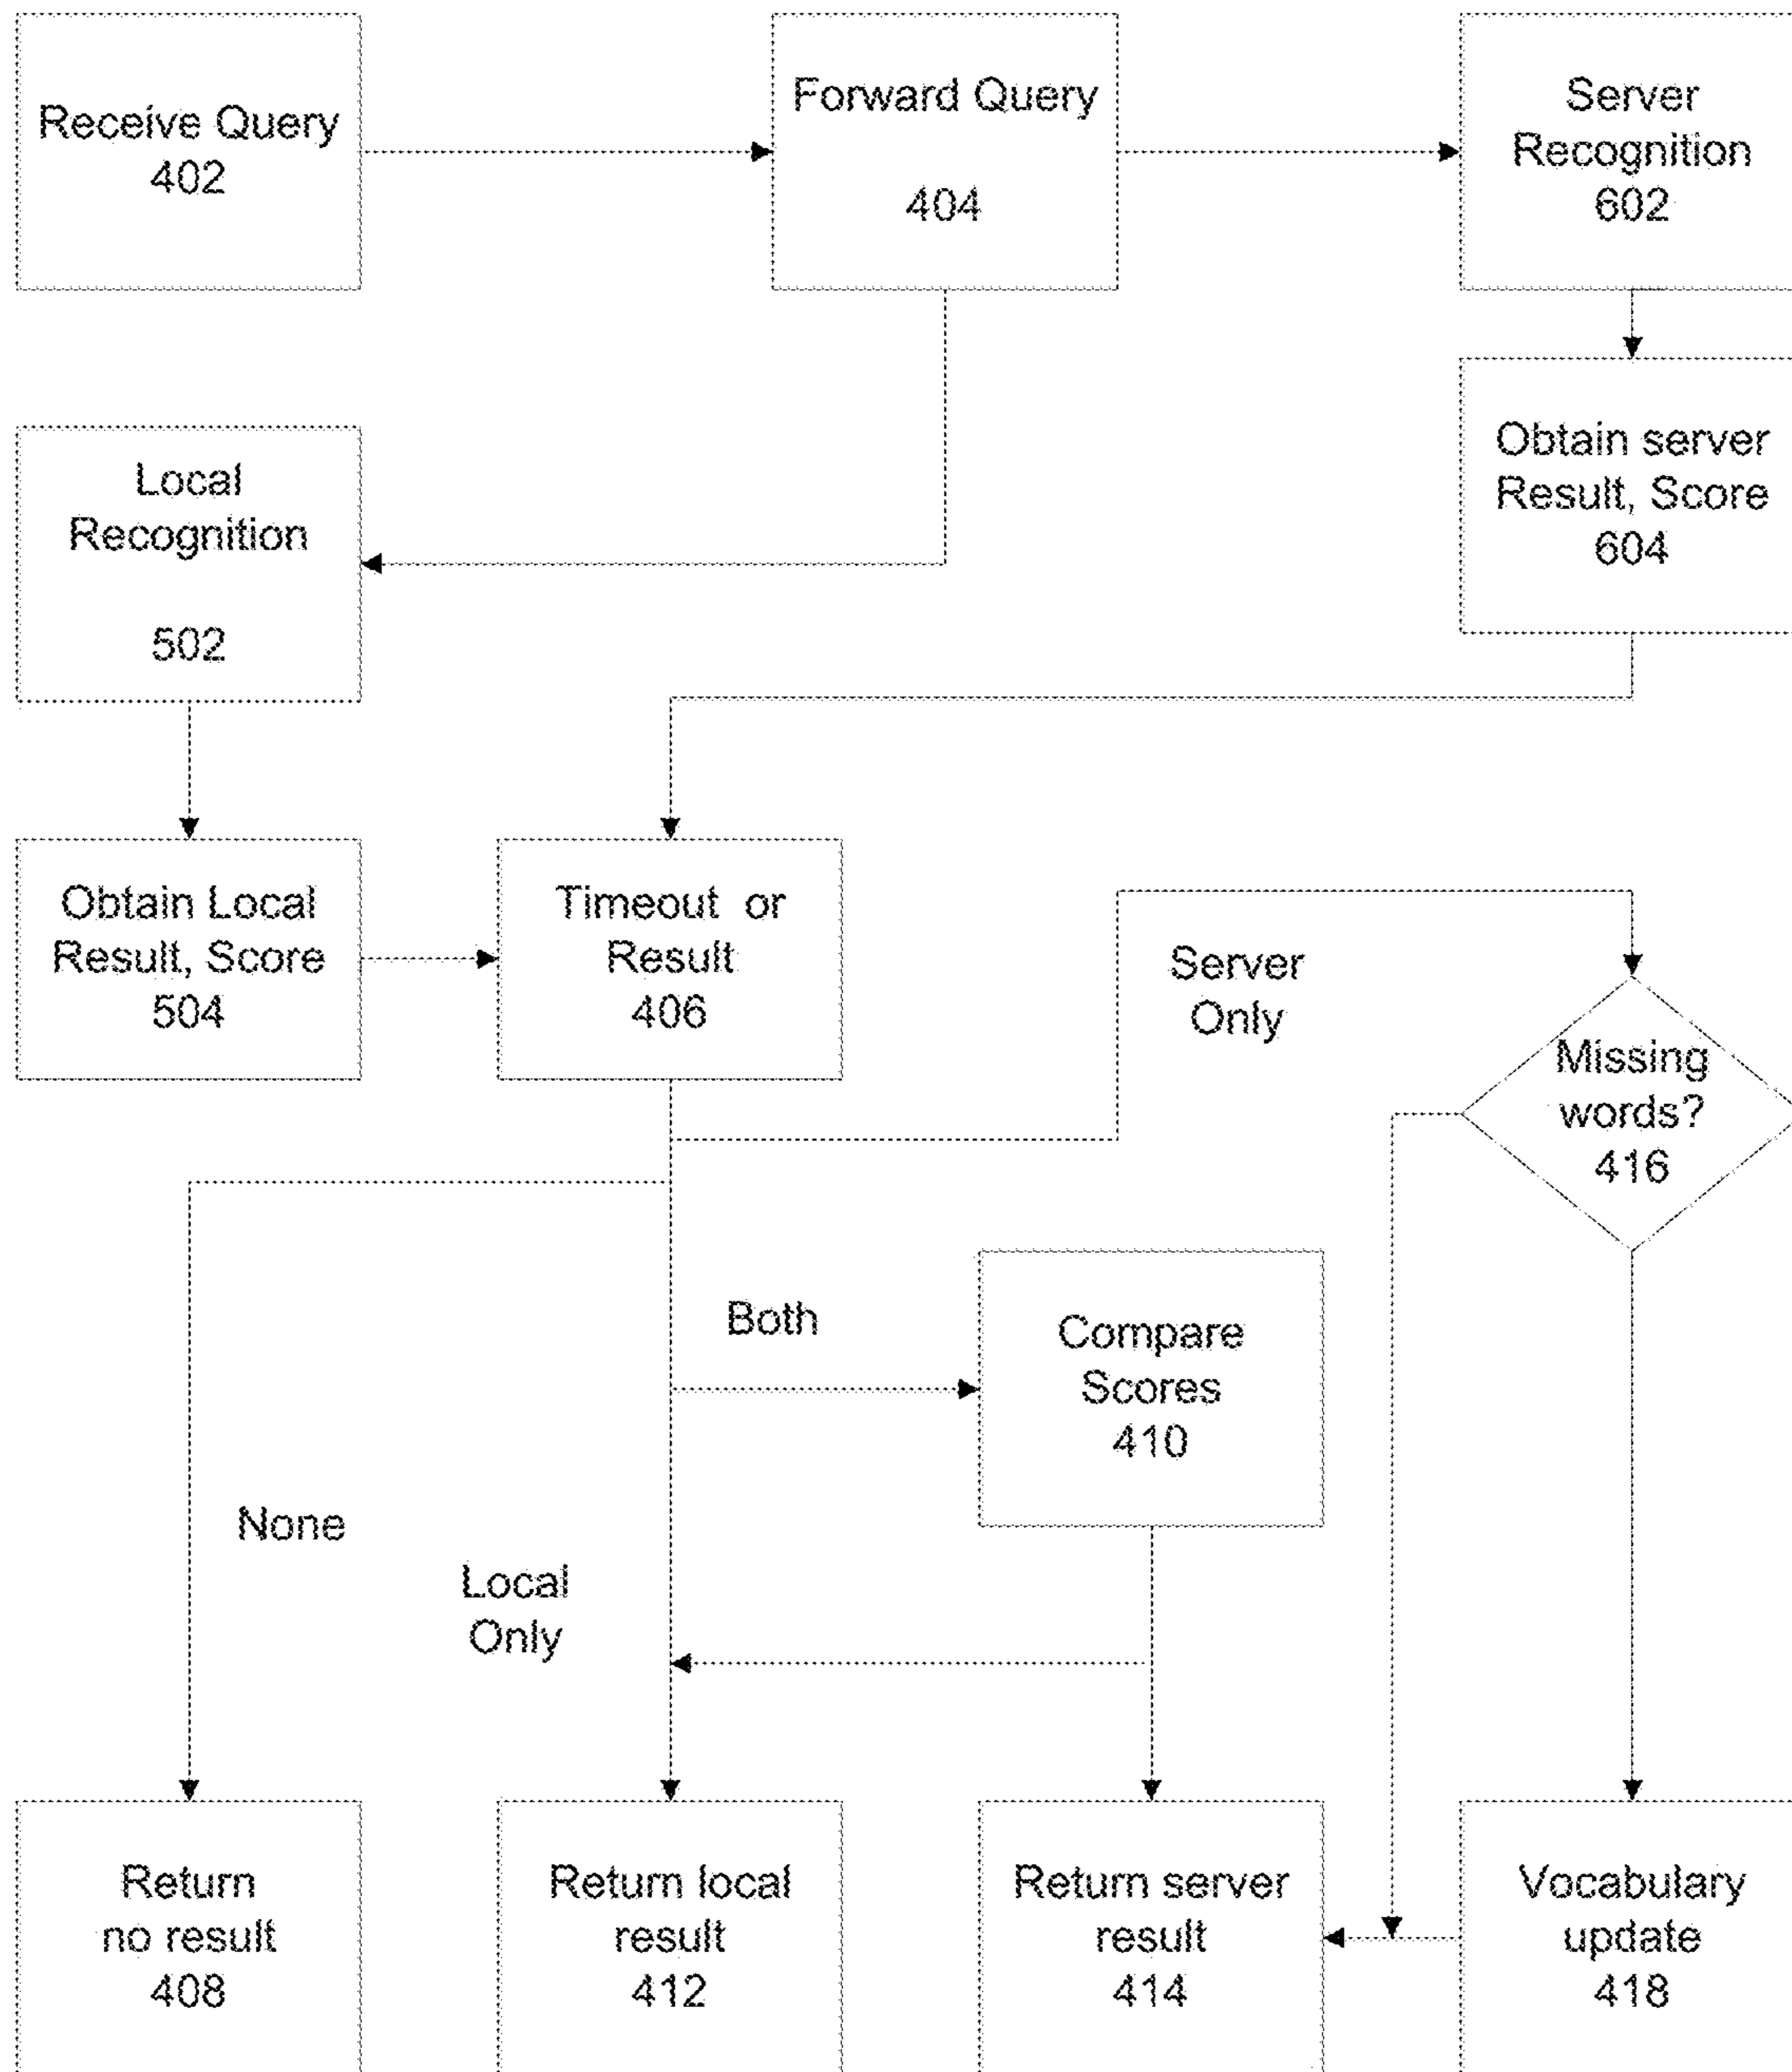 Receive Query
402
Forward Query
404
Server
Recognition
602
Local
Recognition
502
Obtain server
Result, Score
604
Obtain Local
Result, Score
504
Timeout or
Result
406
Server
Only
Missing
words?
416
Both
Compare
Scores
410
None
Local
Only
Return
no result
408
Return local
result
412
Return server
result
414
Vocabulary
update
418